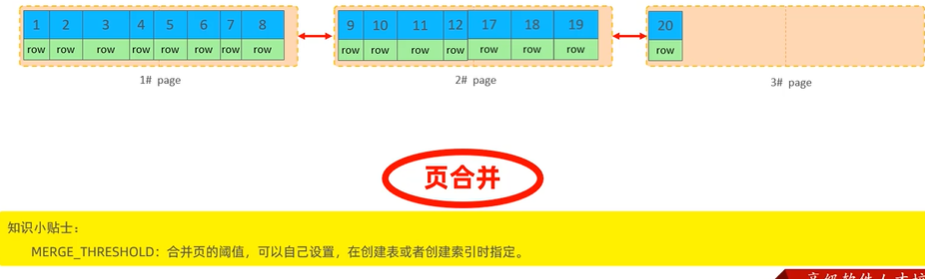 1 2 3 4 5 6 7 8
row row row row row row row row
1# page
9 10 11 12 17 18 19
row row row row row row row
2# page
20
row
3# page
页合并
知识小贴士：
MERGE_THRESHOLD：合并页的阈值，可以自己设置，在创建表或者创建索引时指定。